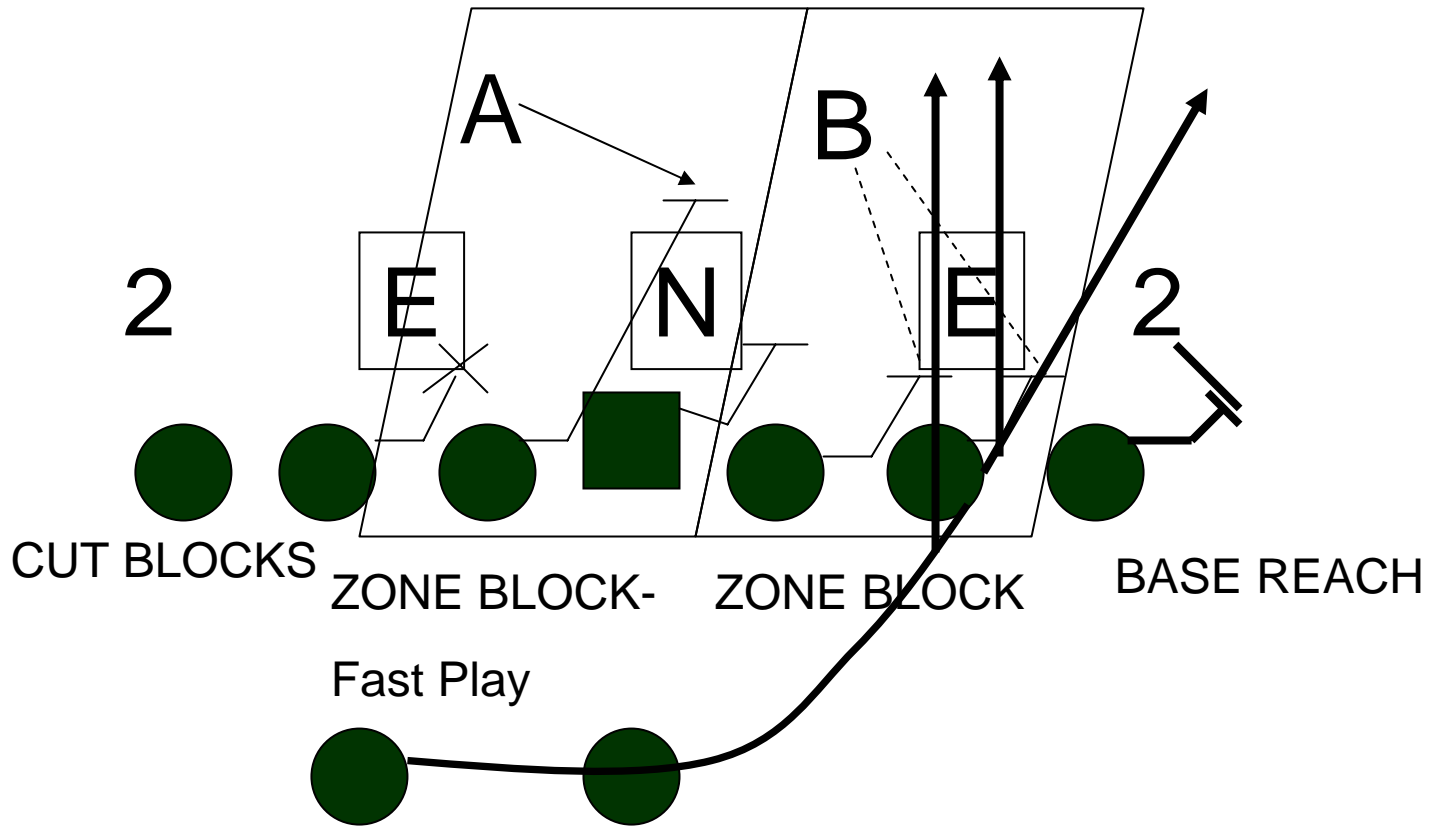 A
B
2
E
N
E
2
CUT BLOCKS
ZONE BLOCK-
ZONE BLOCK
BASE REACH
Fast Play